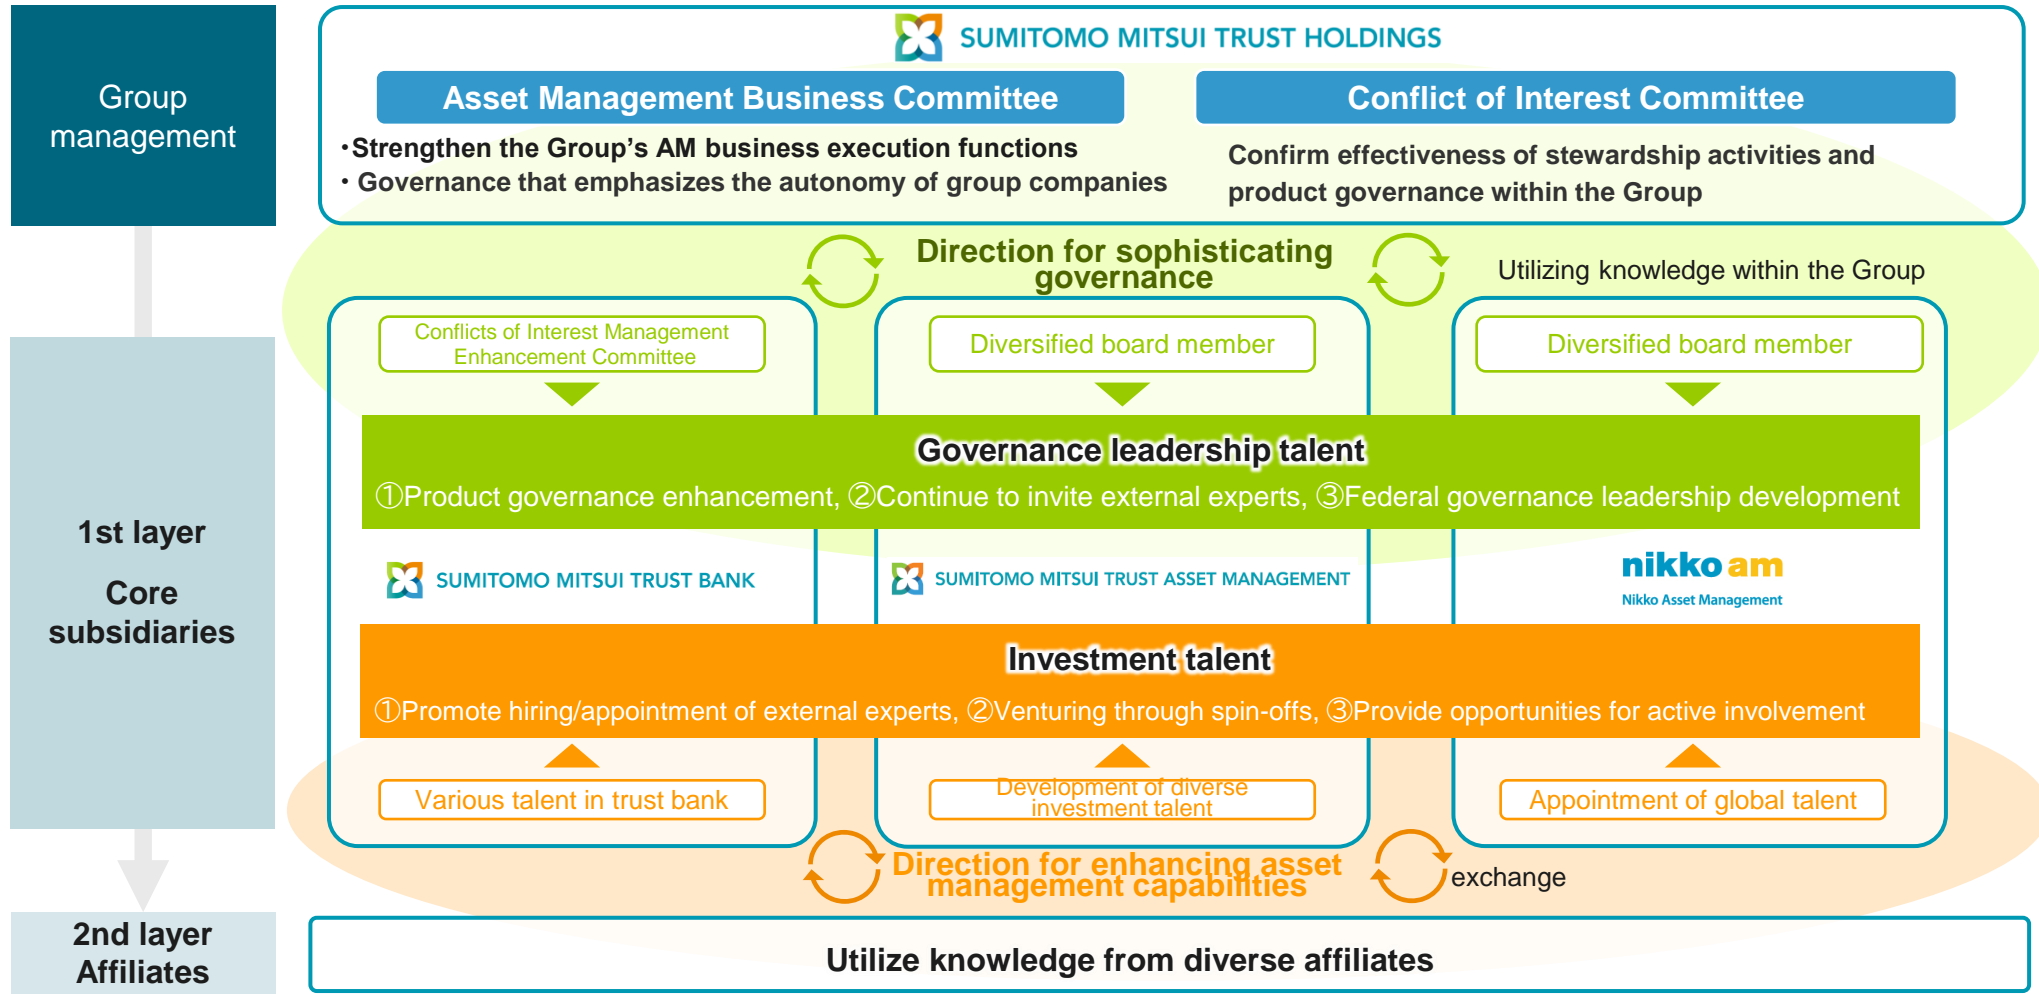 Group
management
SUMITOMO MITSUI TRUST HOLDINGS
Asset Management Business Committee
・Strengthen the Group's AM business execution functions
・Governance that emphasizes the autonomy of group companies
Conflict of Interest Committee
Confirm effectiveness of stewardship activities and
product governance within the Group
Direction for sophisticating
governance
Utilizing knowledge within the Group
1st layer
Core
subsidiaries
Conflicts of Interest Management
Enhancement Committee
Diversified board member
Diversified board member
Governance leadership talent
①Product governance enhancement, ②Continue to invite external experts, ③Federal governance leadership development
SUMITOMO MITSUI TRUST BANK
SUMITOMO MITSUI TRUST ASSET MANAGEMENT
nikko am
Nikko Asset Management
Investment talent
①Promote hiring/appointment of external experts, ②Venturing through spin-offs, ③Provide opportunities for active involvement
Various talent in trust bank
Development of diverse
investment talent
Appointment of global talent
Direction for enhancing asset
management capabilities
exchange
2nd layer
Affiliates
Utilize knowledge from diverse affiliates